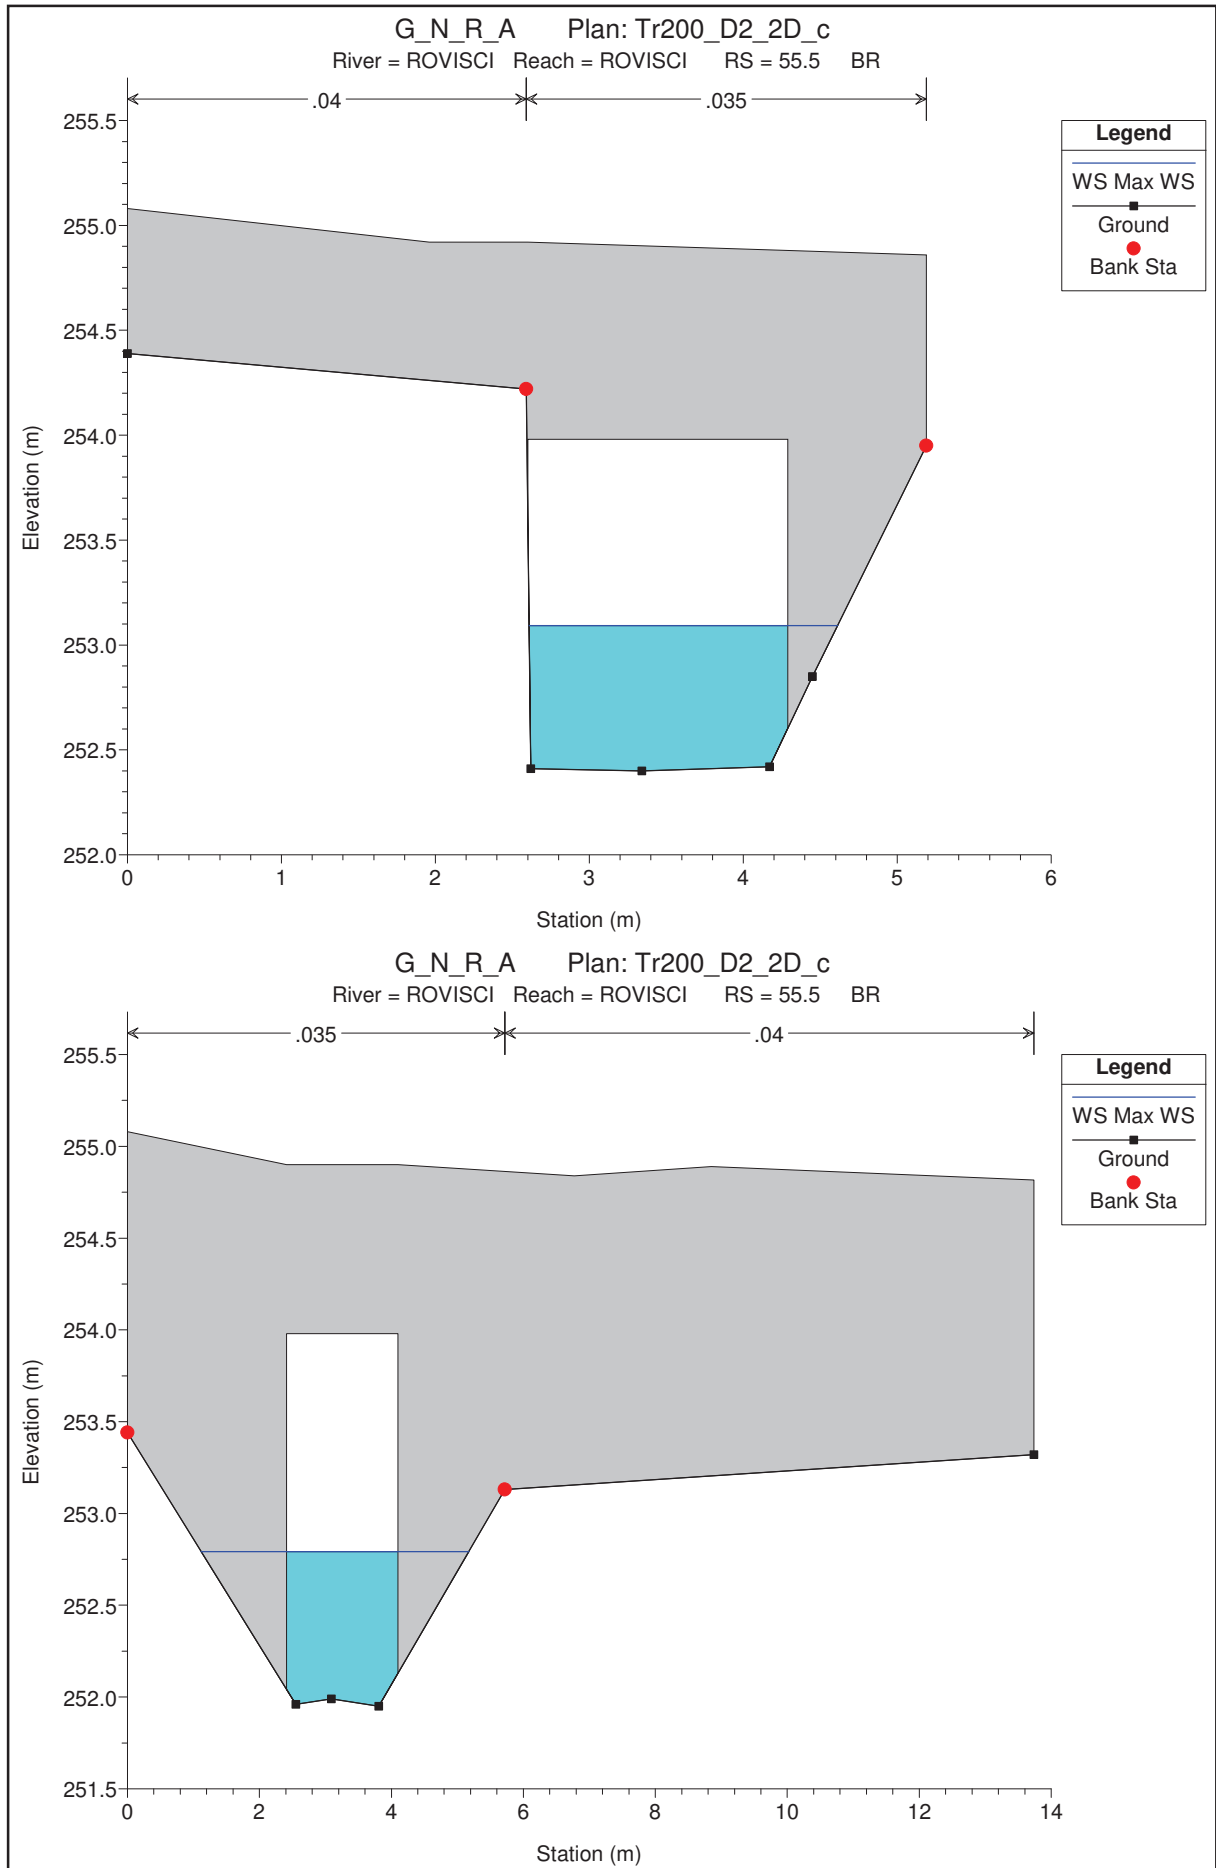 G_N_R_A Plan: Tr200_D2_2D_c
River = ROVISCI Reach = ROVISCI RS = 55.5 BR
.04 .035
Legend
WS Max WS
Ground
Bank Sta
255.5
255.0
254.5
254.0
253.5
253.0
252.5
252.0
Elevation (m)
0 1 2 3 4 5 6
Station (m)
G_N_R_A Plan: Tr200_D2_2D_c
River = ROVISCI Reach = ROVISCI RS = 55.5 BR
.035 .04
Legend
WS Max WS
Ground
Bank Sta
255.5
255.0
254.5
254.0
253.5
253.0
252.5
252.0
251.5
Elevation (m)
0 2 4 6 8 10 12 14
Station (m)